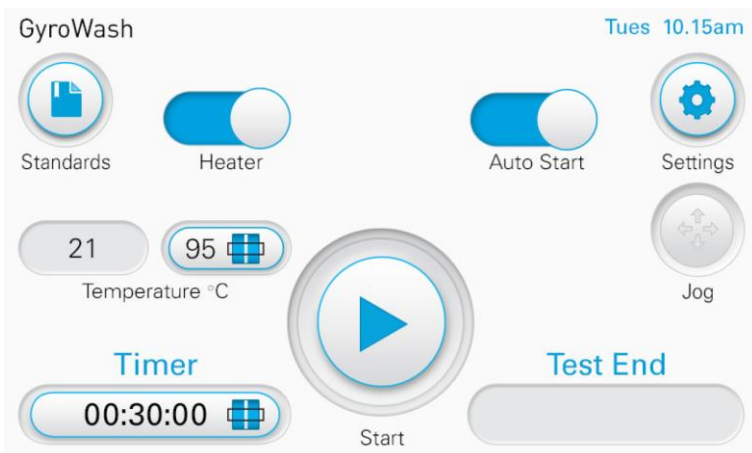 GyroWash
Tues 10.15am
Standards
Heater
Auto Start
Settings
21
95
Temperature °C
Jog
Timer
Test End
00:30:00
Start